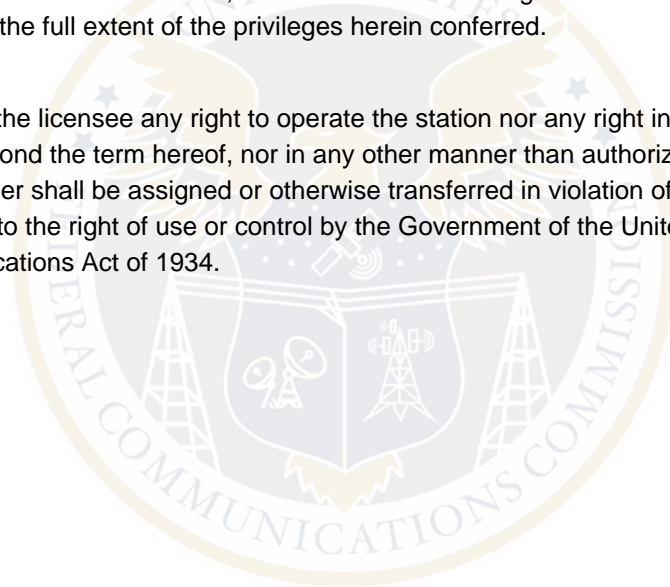 the full extent of the privileges herein conferred.
the licensee any right to operate the station nor any right in
ond the term hereof, nor in any other manner than authoriz
er shall be assigned or otherwise transferred in violation of
to the right of use or control by the Government of the Unite
cations Act of 1934.
ERAL COMMUNICATIONS COMMISSION